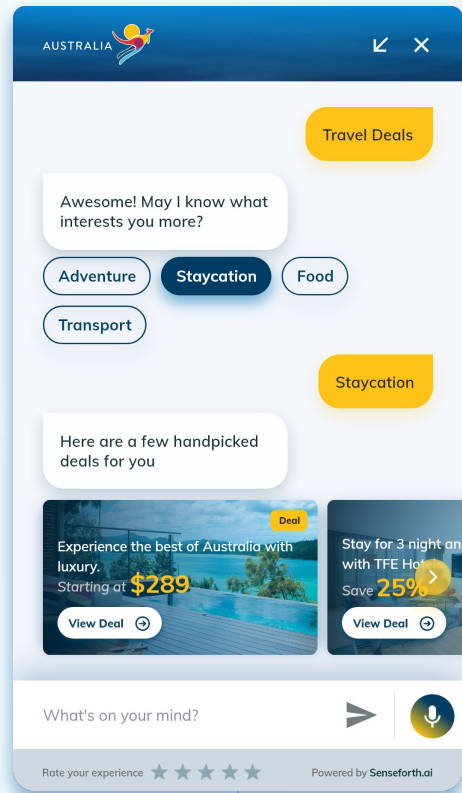 AUSTRALIA
Travel Deals
Awesome! May I know what
interests you more?
Adventure
Staycation
Food
Transport
Staycation
Here are a few handpicked
deals for you
Deal
Experience the best of Australia with
luxury.
Starting at $289
View Deal
Stay for 3 night an
with TFE
Save 25%
View Deal
What's on your mind?
Rate your experience
Powered by Senseforth.ai